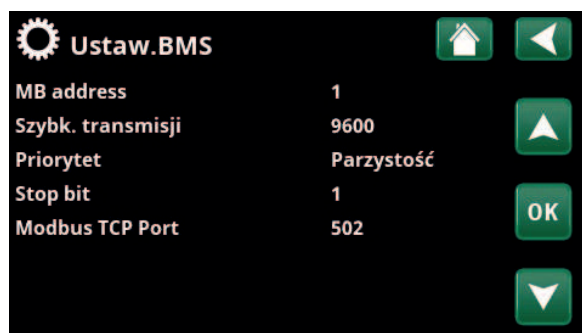 Ustaw.BMS
MB address 1
Szybk. transmisji 9600
Priorytet Parzystość
Stop bit 1
Modbus TCP Port 502
OK